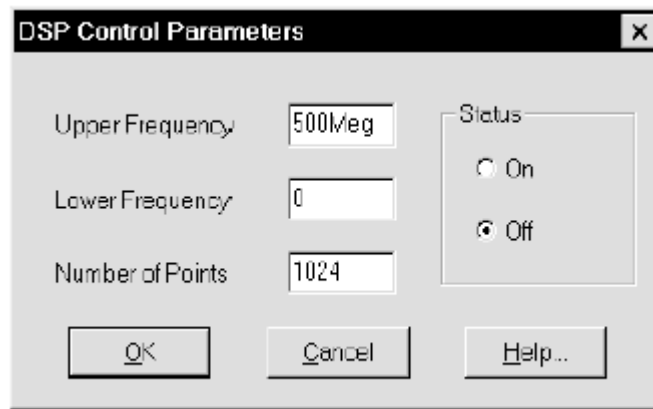 DSP Control Parameters
Upper Frequency 500Meg
Lower Frequency 0
Number of Points 1024
Status
On
Off
OK Cancel Help...